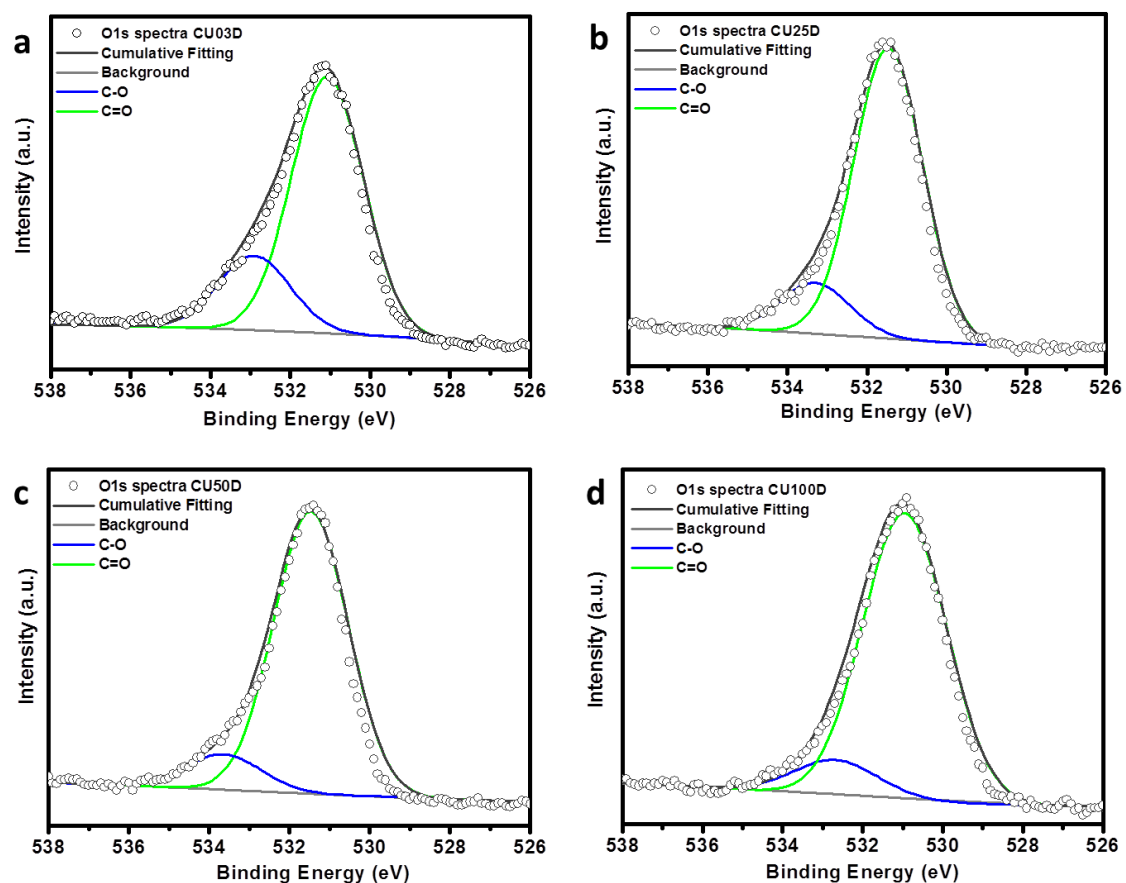 a
O1s spectra CU03D
Cumulative Fitting
Background
C-O
C=O
Intensity (a.u.)
538 536 534 532 530 528 526
Binding Energy (eV)
b
O1s spectra CU25D
Cumulative Fitting
Background
C-O
C=O
Intensity (a.u.)
538 536 534 532 530 528 526
Binding Energy (eV)
c
O1s spectra CU50D
Cumulative Fitting
Background
C-O
C=O
Intensity (a.u.)
538 536 534 532 530 528 526
Binding Energy (eV)
d
O1s spectra CU100D
Cumulative Fitting
Background
C-O
C=O
Intensity (a.u.)
538 536 534 532 530 528 526
Binding Energy (eV)